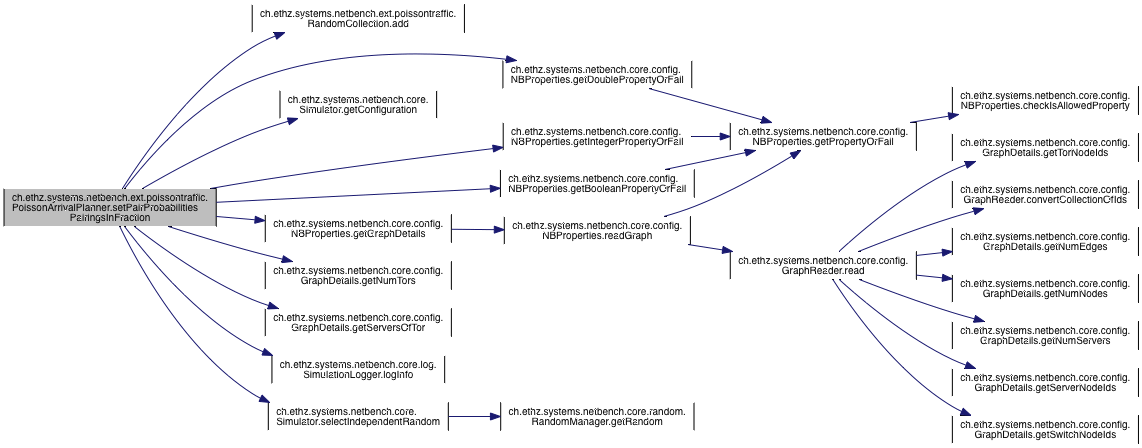 ch.ethz.systems.netbench.ext.poissontraffic.
RandomCollection.add
ch.ethz.systems.netbench.core.config.
NBProperties.getDoublePropertyOrFail
ch.ethz.systems.netbench.core.
Simulator.getConfiguration
ch.ethz.systems.netbench.core.config.
NBProperties.checkIsAllowedProperty
ch.ethz.systems.netbench.core.config.
NBProperties.getIntegerPropertyOrFail
ch.ethz.systems.netbench.core.config.
NBProperties.getPropertyOrFail
ch.ethz.systems.netbench.core.config.
GraphDetails.getTorNodeIds
ch.ethz.systems.netbench.core.config.
NBProperties.getBooleanPropertyOrFail
ch.ethz.systems.netbench.core.config.
GraphReader.convertCollectionOfIds
ch.ethz.systems.netbench.ext.poissontraffic.
PoissonArrivalPlanner.setPairProbabilities
PairingsInFraction
ch.ethz.systems.netbench.core.config.
NBProperties.getGraphDetails
ch.ethz.systems.netbench.core.config.
NBProperties.readGraph
ch.ethz.systems.netbench.core.config.
GraphDetails.getNumEdges
ch.ethz.systems.netbench.core.config.
GraphReader.read
ch.ethz.systems.netbench.core.config.
GraphDetails.getNumTors
ch.ethz.systems.netbench.core.config.
GraphDetails.getNumNodes
ch.ethz.systems.netbench.core.config.
GraphDetails.getServersOfTor
ch.ethz.systems.netbench.core.config.
GraphDetails.getNumServers
ch.ethz.systems.netbench.core.log.
SimulationLogger.logInfo
ch.ethz.systems.netbench.core.config.
GraphDetails.getServerNodeIds
ch.ethz.systems.netbench.core.
Simulator.selectIndependentRandom
ch.ethz.systems.netbench.core.random.
RandomManager.getRandom
ch.ethz.systems.netbench.core.config.
GraphDetails.getSwitchNodeIds